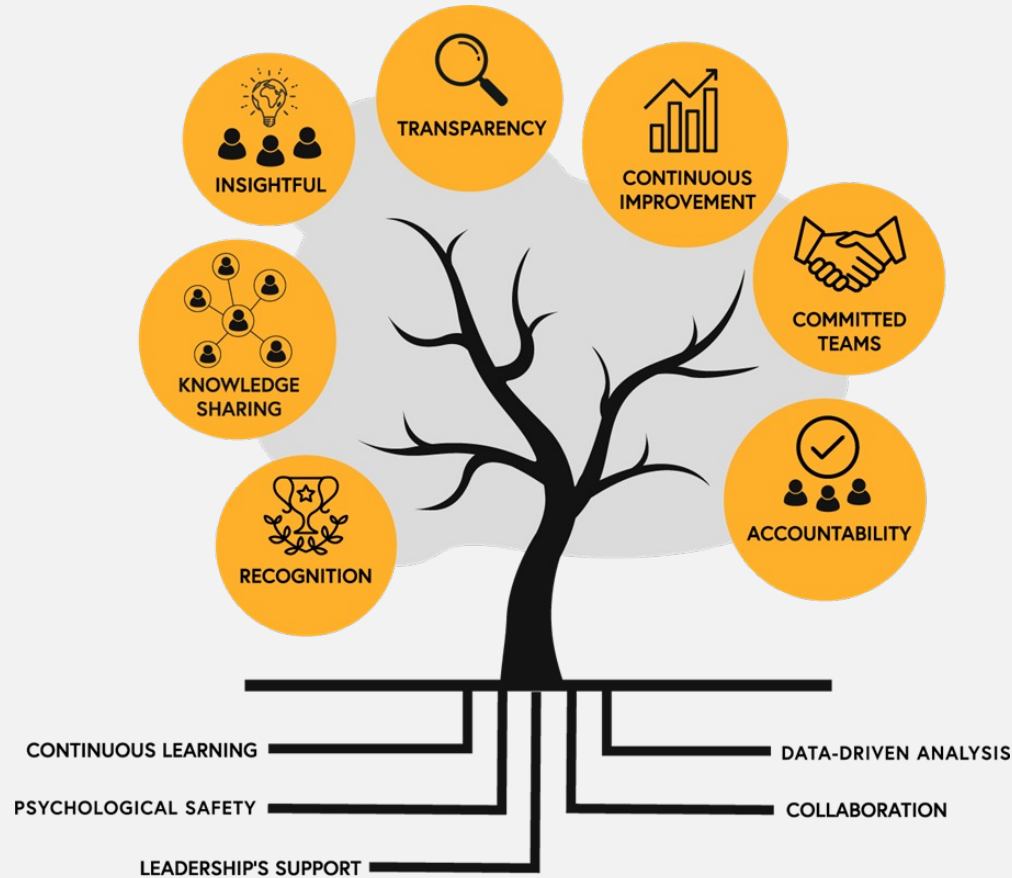 TRANSPARENCY
INSIGHTFUL
CONTINUOUS
IMPROVEMENT
COMMITTED
TEAMS
KNOWLEDGE
SHARING
ACCOUNTABILITY
RECOGNITION
CONTINUOUS LEARNING
DATA-DRIVEN ANALYSIS
PSYCHOLOGICAL SAFETY
COLLABORATION
LEADERSHIP'S SUPPORT